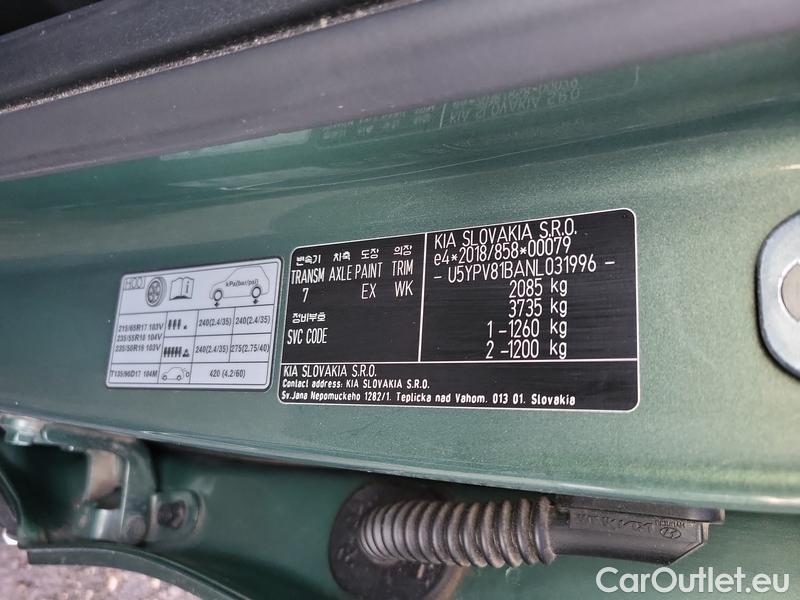 KIA SLOVAKIA S.R.O.
e4*2018/858*00079
- U5YPV81BANL031996 -
2085 kg
3735 kg
1 -1260 kg
2 -1200 kg
변속기 차축 도장 의장
TRANSM AXLE PAINT TRIM
7 EX WK
정비부호
SVC CODE
KIA SLOVAKIA S.R.O.
Contact address: KIA SLOVAKIA S.R.O.
Sv.Jana Nepomuckeho 1282/1. Teplicka nad Vahom. 013 01. Slovakia
kPa(bar/psi)
215/65R17 103V
235/55R18 104V
235/50R19 103V
240(2.4/35) 240(2.4/35)
240(2.4/35) 275(2.75/40)
T135/90D17 104M 420 (4.2/60)
CarOutlet.eu